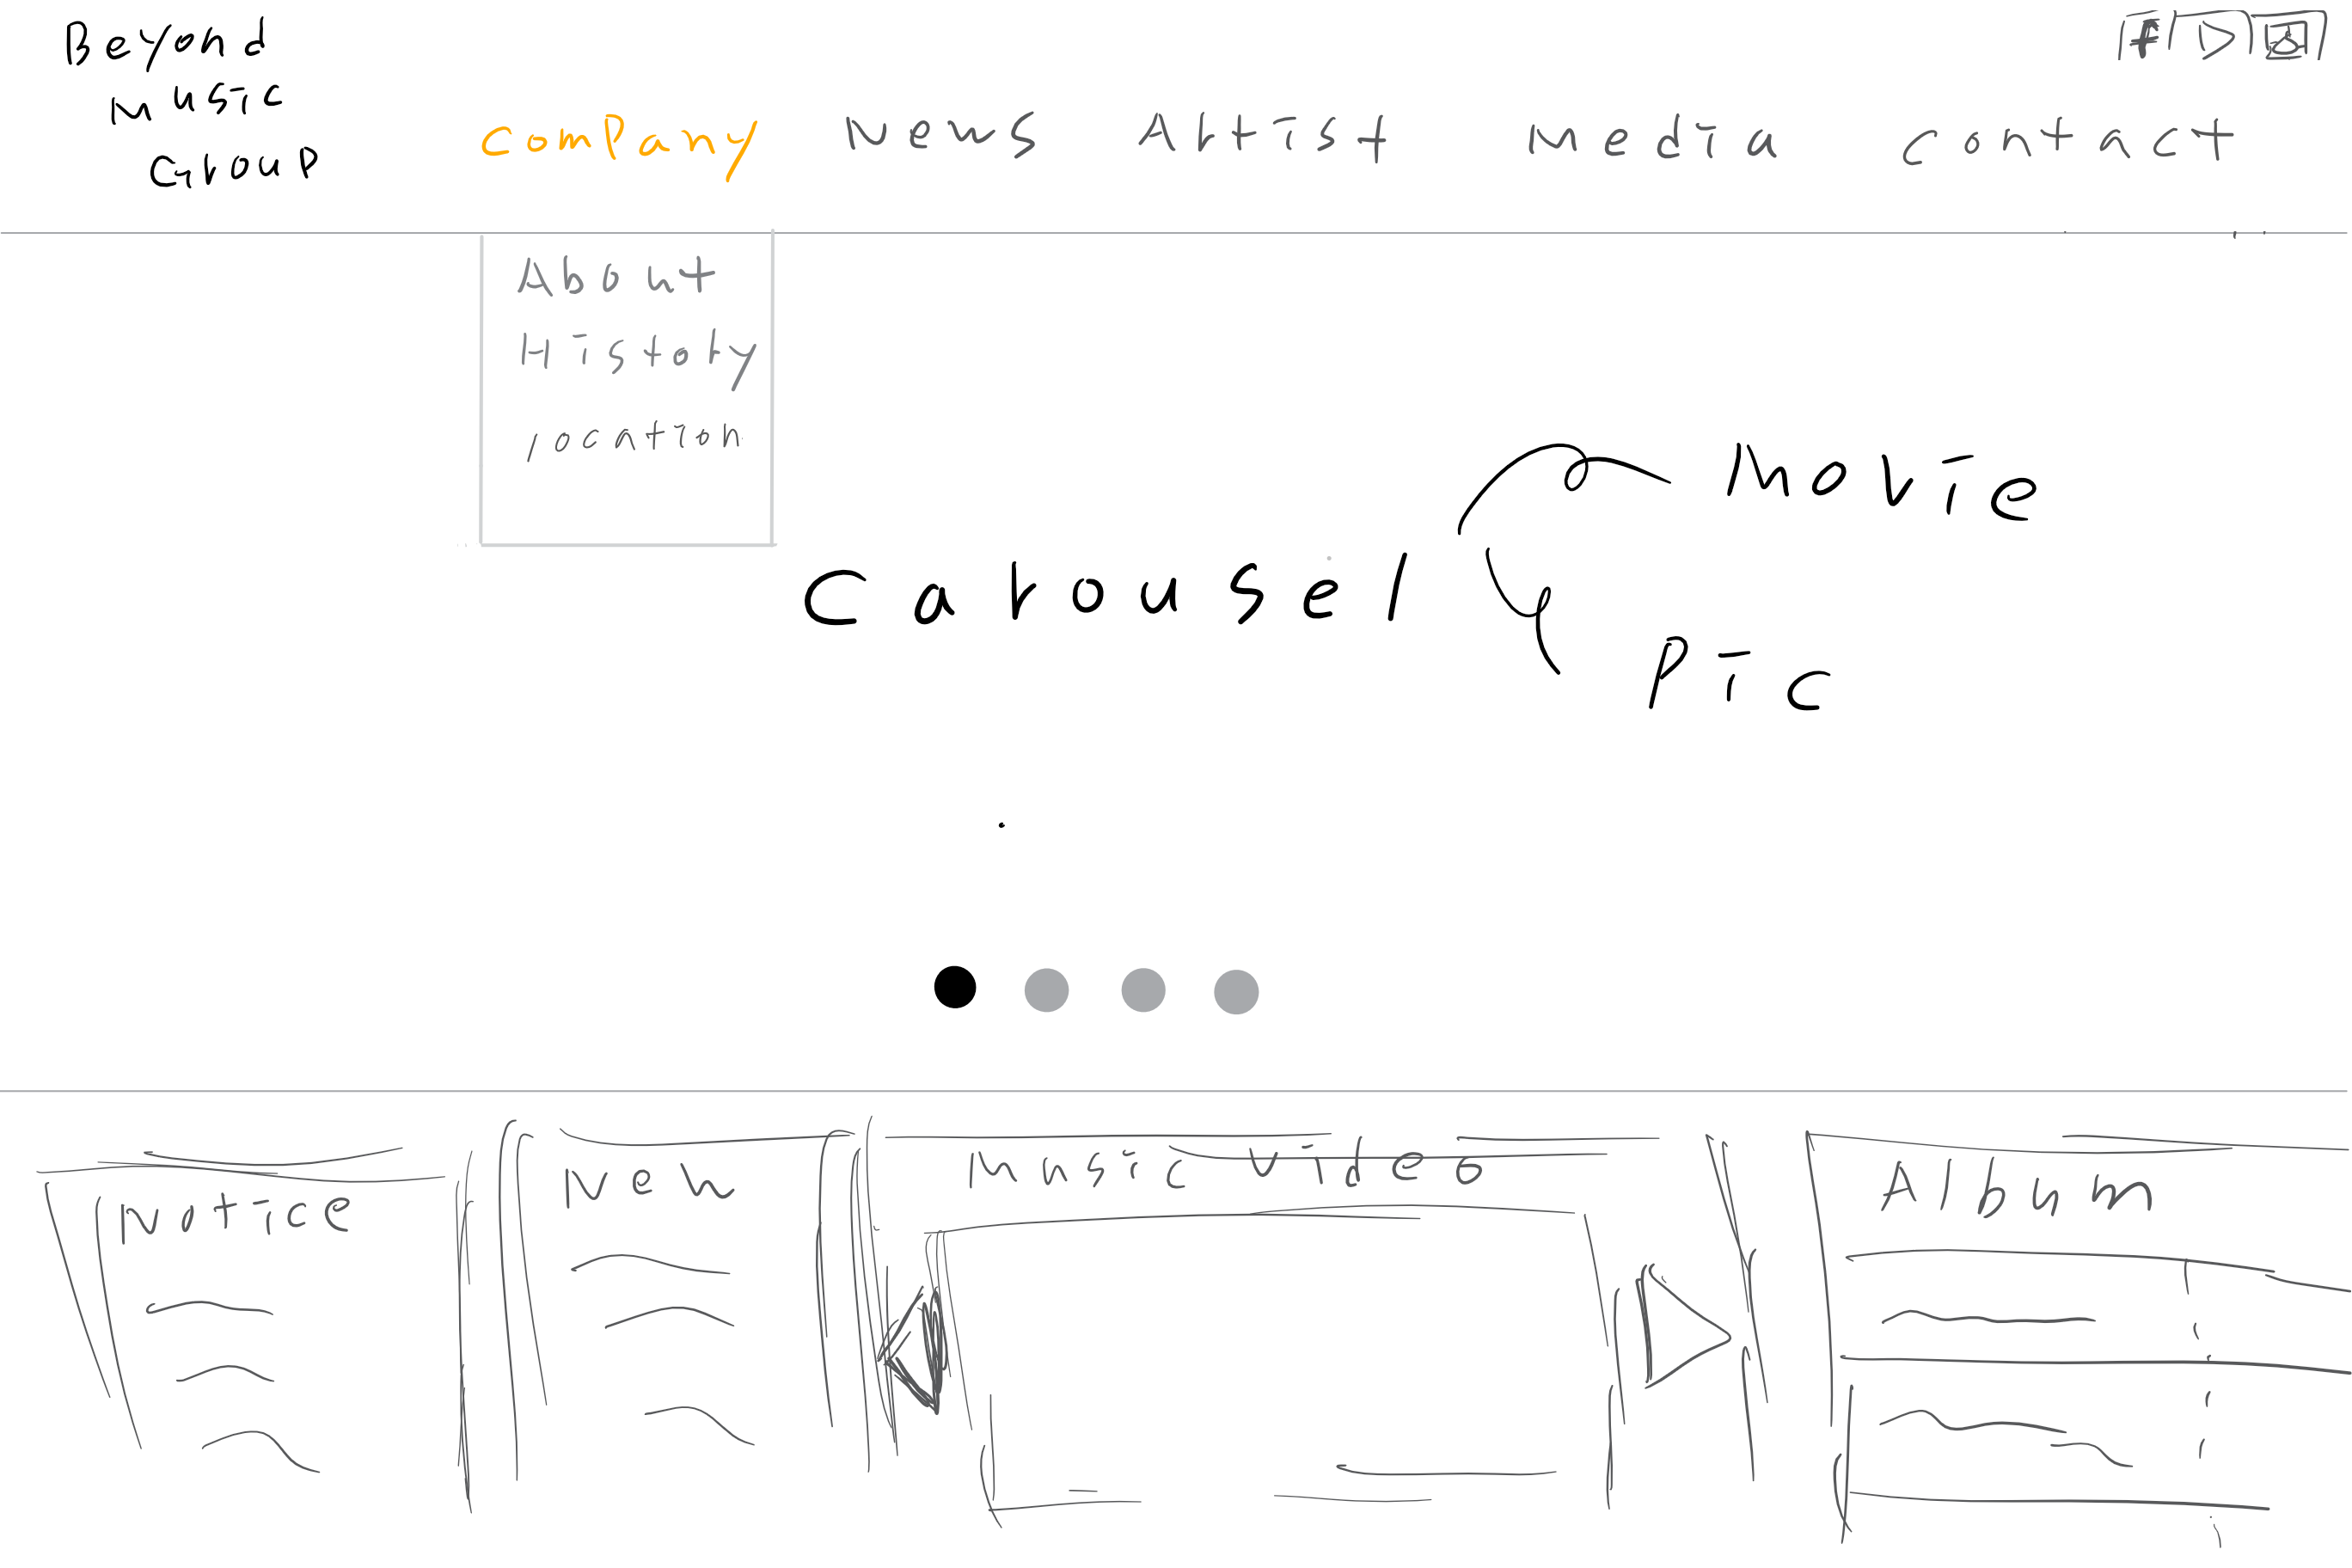 Beyond
Music
Group
Company News Artist Media Contact
About
History
location
Carousel
Movie
Pic
Notice
New
Music Video
Album